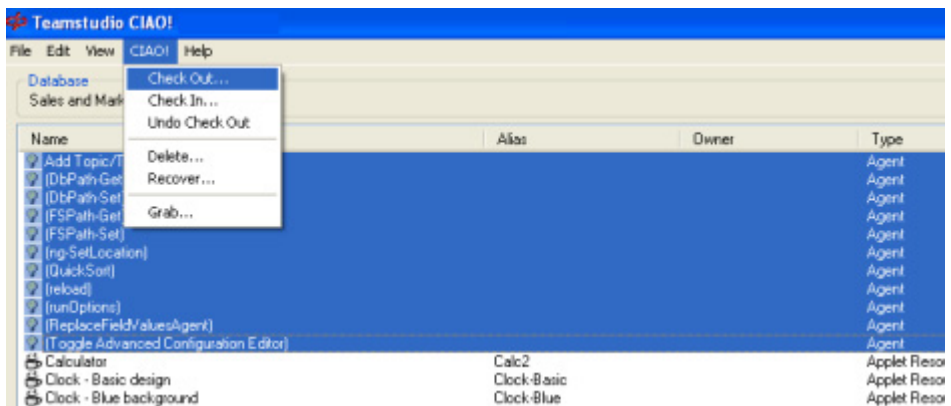 Teamstudio CIAO!
File Edit View CIAO! Help
Database
Sales and Mark
Check Out...
Check In...
Undo Check Out
Delete...
Recover...
Grab...
Name Alias Owner Type
Add Topic/T Agent
(DbPath-Get Agent
(DbPath-Set) Agent
(FSPath-Get) Agent
(FSPath-Set) Agent
(ng-SetLocation) Agent
(QuickSort) Agent
(reload) Agent
(runOptions) Agent
(ReplaceFieldValuesAgent) Agent
(Toggle Advanced Configuration Editor) Agent
Calculator Calc2 Applet Resou
Clock - Basic design Clock-Basic Applet Resou
Clock - Blue background Clock-Blue Applet Resou